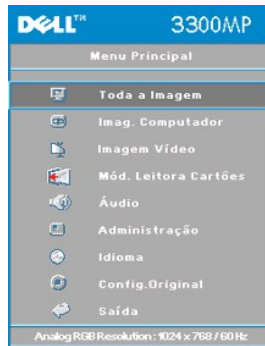 DELL™ 3300MP
Menu Principal
Toda a Imagem
Imag. Computador
Imagem Vídeo
Mód. Leitora Cartões
Áudio
Administração
Idioma
Config.Original
Saída
Analog RGB Resolution : 1024 x 768 / 60 Hz